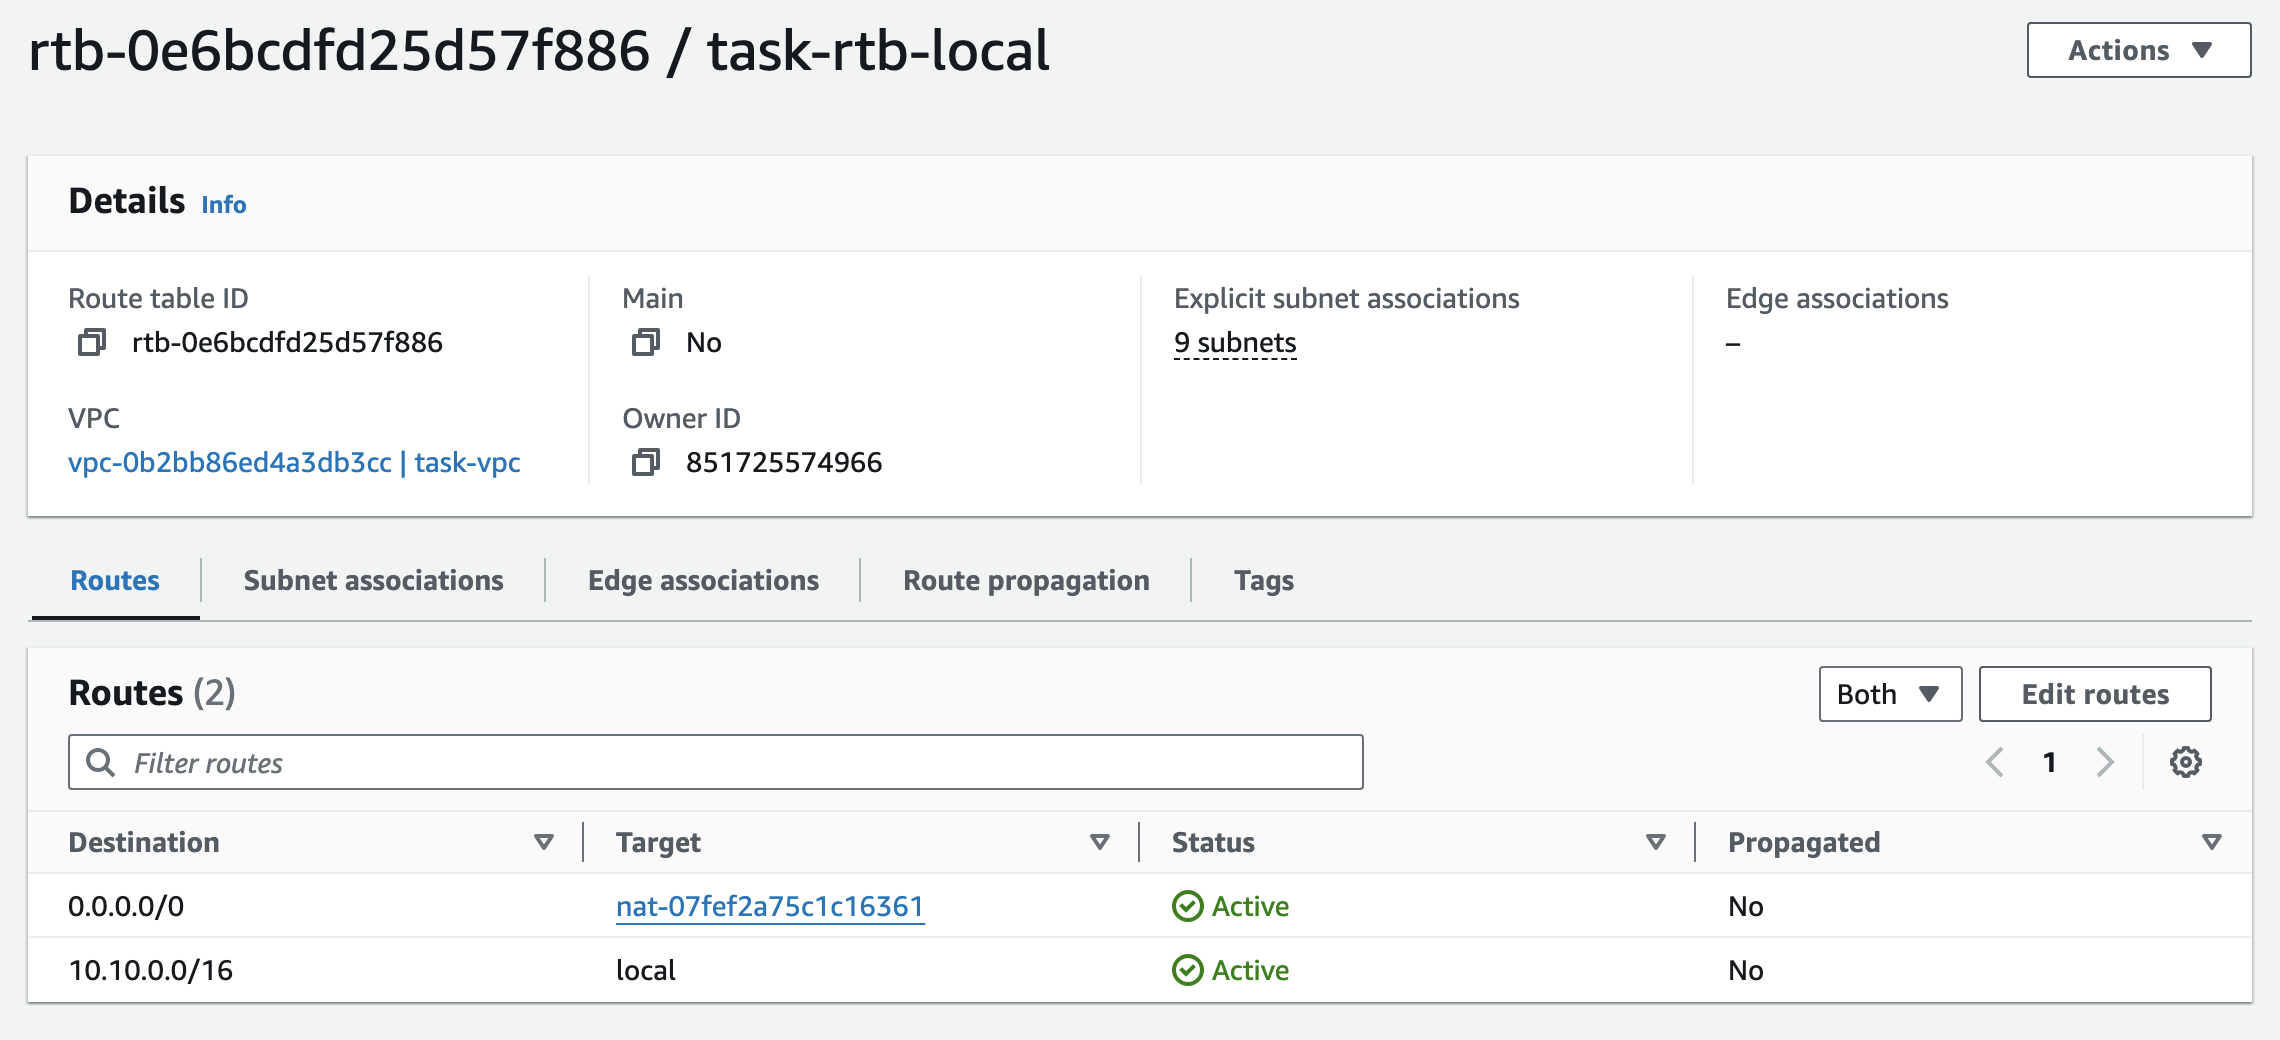 rtb-0e6bcdfd25d57f886 / task-rtb-local
Actions
Details Info
Route table ID
rtb-0e6bcdfd25d57f886
Main
No
Explicit subnet associations
9 subnets
Edge associations
–
VPC
vpc-0b2bb86ed4a3db3cc | task-vpc
Owner ID
851725574966
Routes Subnet associations Edge associations Route propagation Tags
Routes (2)
Both Edit routes
Filter routes
1
Destination Target Status Propagated
0.0.0.0/0 nat-07fef2a75c1c16361 Active No
10.10.0.0/16 local Active No